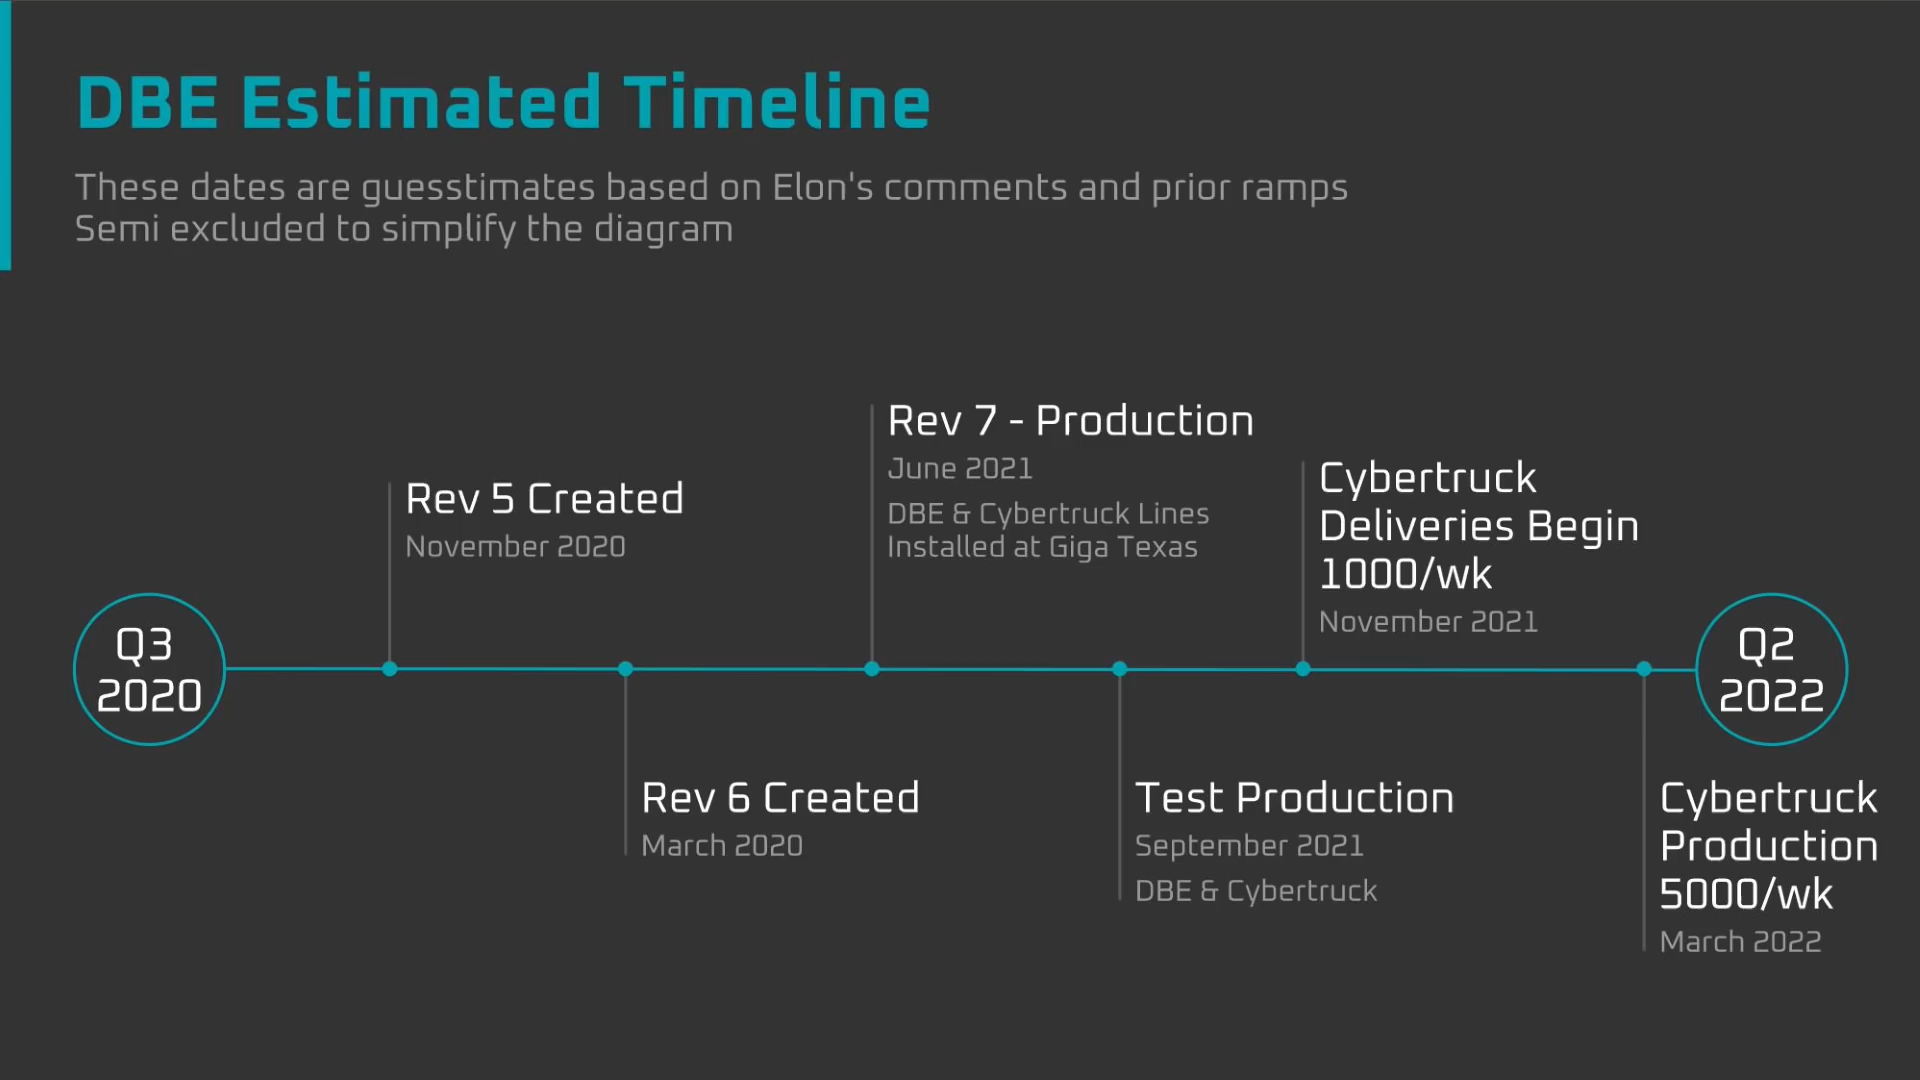 DBE Estimated Timeline
These dates are guesstimates based on Elon's comments and prior ramps
Semi excluded to simplify the diagram
Q3
2020
Rev 5 Created
November 2020
Rev 6 Created
March 2020
Rev 7 - Production
June 2021
DBE & Cybertruck Lines
Installed at Giga Texas
Test Production
September 2021
DBE & Cybertruck
Cybertruck
Deliveries Begin
1000/wk
November 2021
Q2
2022
Cybertruck
Production
5000/wk
March 2022